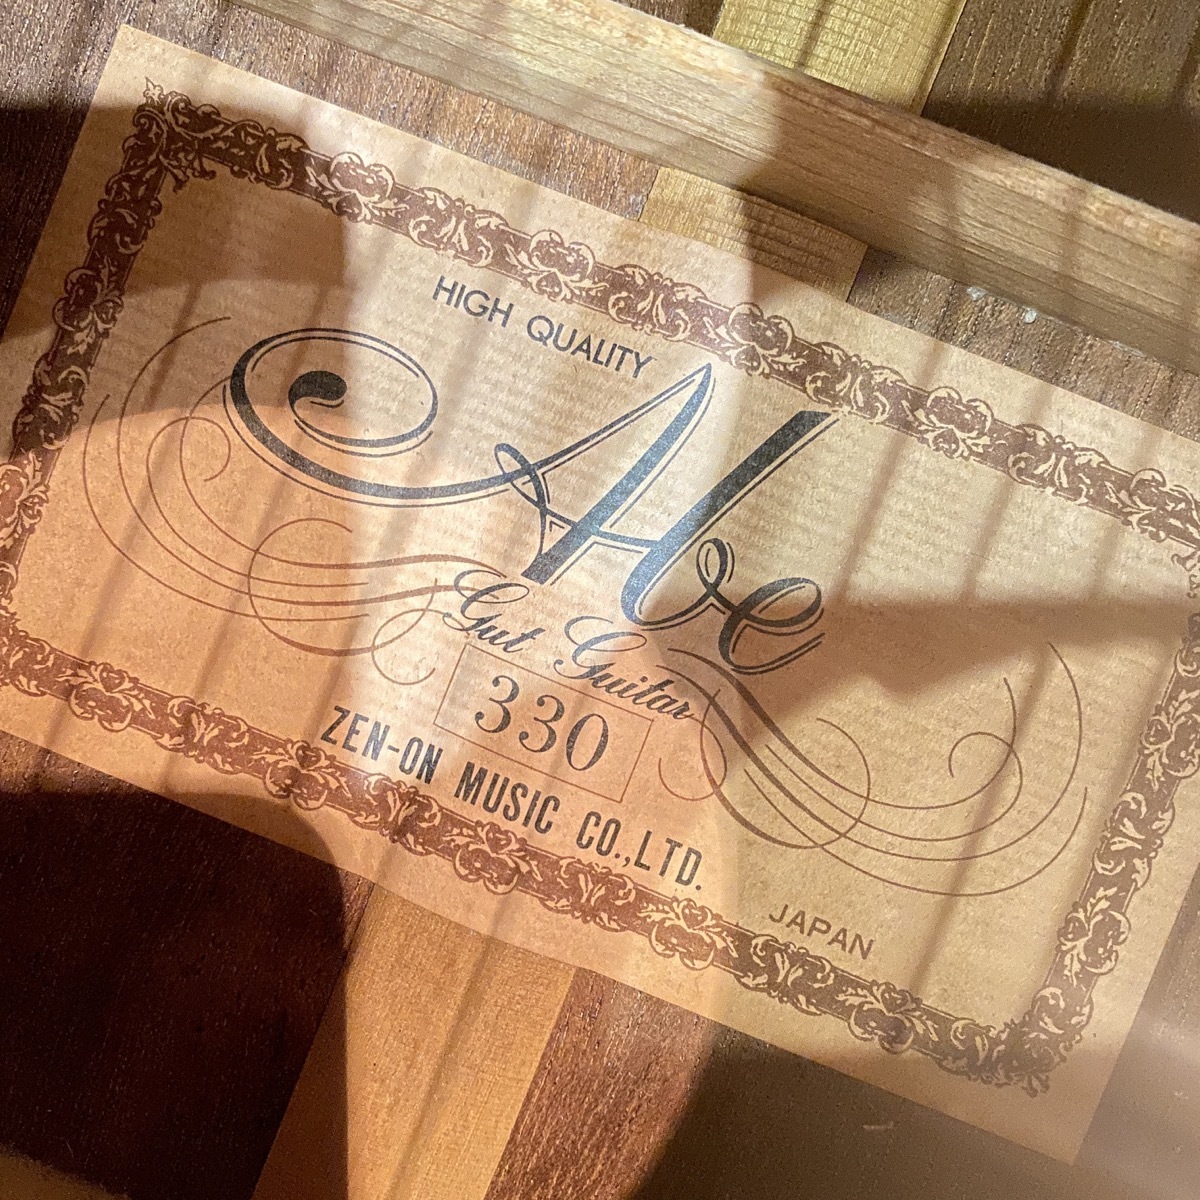 HIGH QUALITY
Abe
Gut Guitar
330
ZEN-ON MUSIC CO.,LTD.
JAPAN